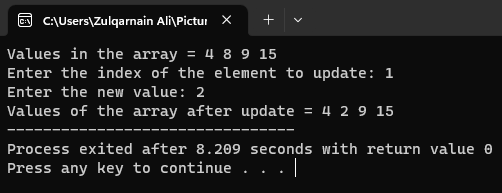 C:\Users\Zulqarnain Ali\Pictur
Values in the array = 4 8 9 15
Enter the index of the element to update: 1
Enter the new value: 2
Values of the array after update = 4 2 9 15
--------------------------------
Process exited after 8.209 seconds with return value 0
Press any key to continue . . .